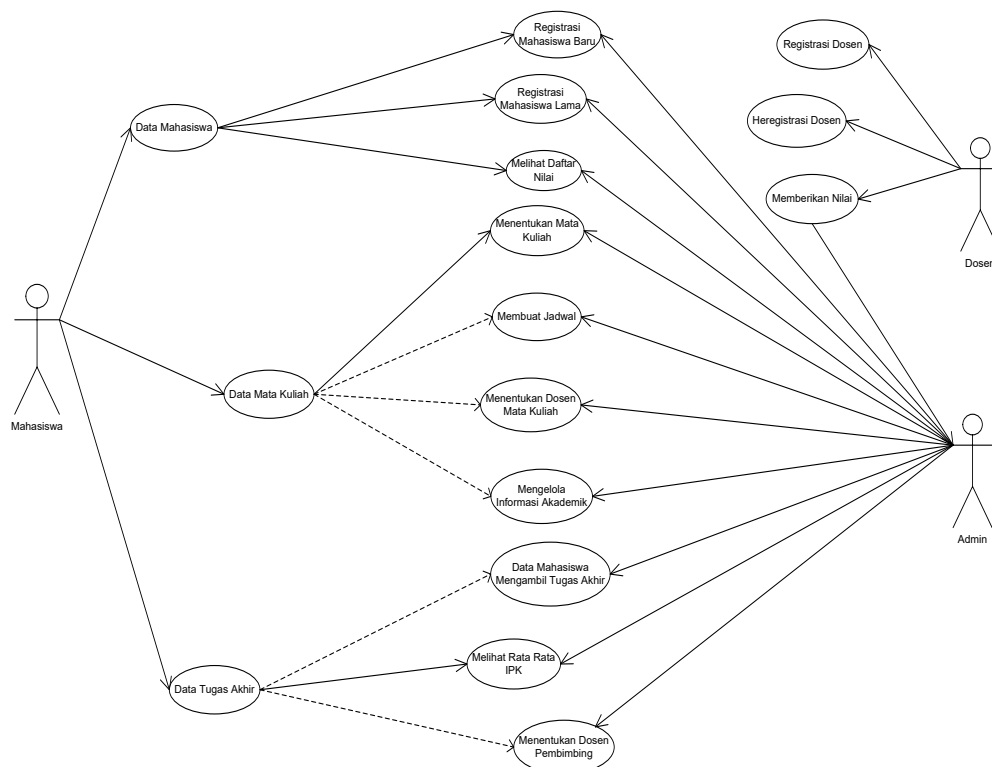 Registrasi
Mahasiswa Baru
Registrasi Dosen
Registrasi
Mahasiswa Lama
Heregistrasi Dosen
Data Mahasiswa
Melihat Daftar
Nilai
Memberikan Nilai
Menentukan Mata
Kuliah
Dosen
Membuat Jadwal
Data Mata Kuliah
Menentukan Dosen
Mata Kuliah
Mahasiswa
Mengelola
Informasi Akademik
Admin
Data Mahasiswa
Mengambil Tugas Akhir
Melihat Rata Rata
IPK
Data Tugas Akhir
Menentukan Dosen
Pembimbing